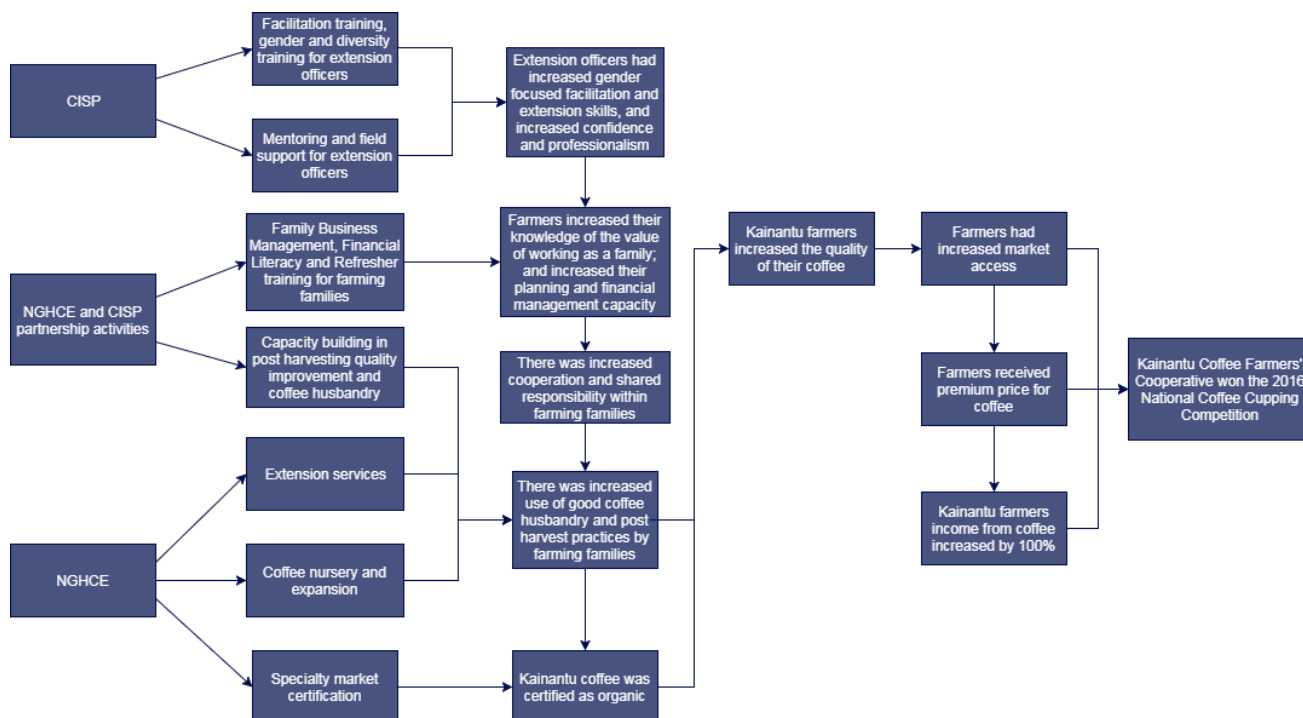 CISP
Facilitation training,
gender and diversity
training for extension
officers
Mentoring and field
support for extension
officers
Extension officers had
increased gender
focused facilitation and
extension skills, and
increased confidence
and professionalism
NGHCE and CISP
partnership activities
Family Business
Management, Financial
Literacy and Refresher
training for farming
families
Capacity building in
post harvesting quality
improvement and
coffee husbandry
Farmers increased their
knowledge of the value
of working as a family;
and increased their
planning and financial
management capacity
There was increased
cooperation and shared
responsibility within
farming families
NGHCE
Extension services
Coffee nursery and
expansion
Specialty market
certification
There was increased
use of good coffee
husbandry and post
harvest practices by
farming families
Kainantu coffee was
certified as organic
Kainantu farmers
increased the quality
of their coffee
Farmers had
increased market
access
Farmers received
premium price for
coffee
Kainantu farmers
income from coffee
increased by 100%
Kainantu Coffee Farmers'
Cooperative won the 2016
National Coffee Cupping
Competition